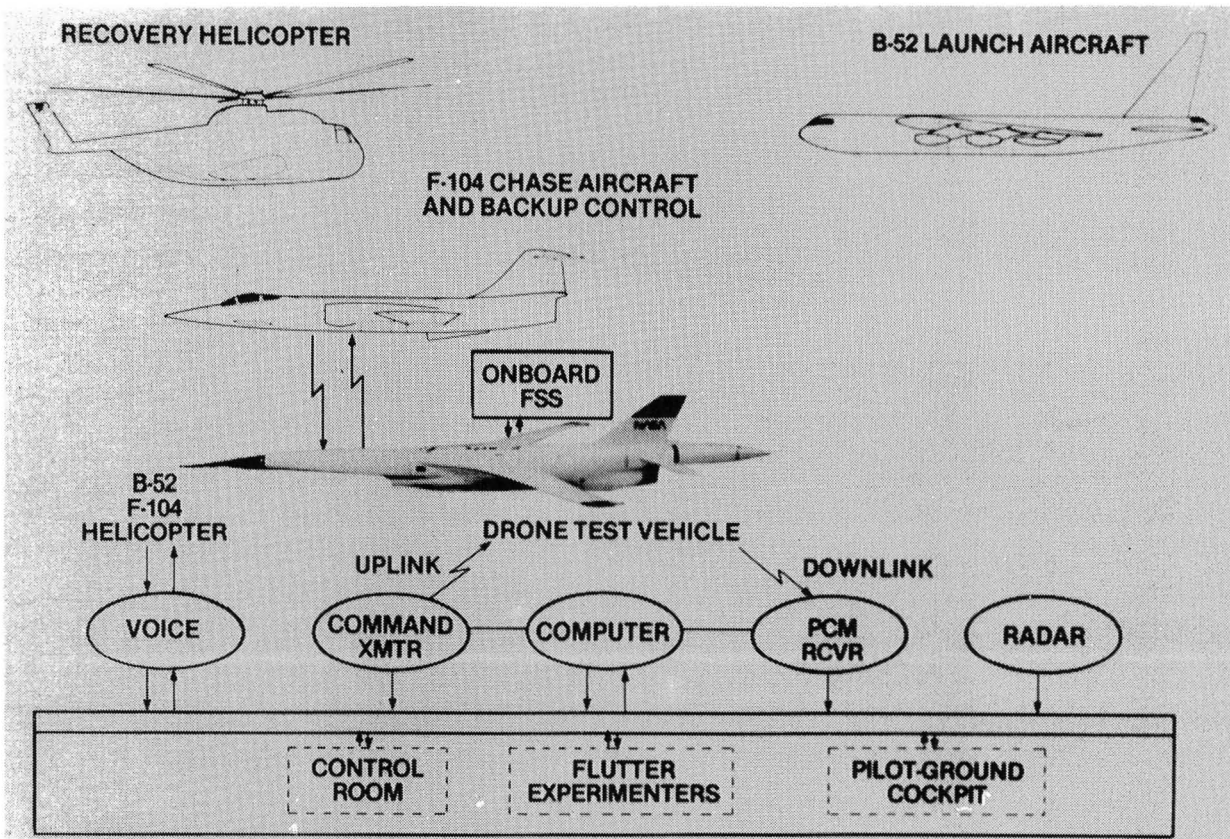 RECOVERY HELICOPTER
B-52 LAUNCH AIRCRAFT
F-104 CHASE AIRCRAFT
AND BACKUP CONTROL
ONBOARD
FSS
NASA
B-52
F-104
HELICOPTER
DRONE TEST VEHICLE
UPLINK
DOWNLINK
VOICE
COMMAND
XMTR
COMPUTER
PCM
RCVR
RADAR
CONTROL
ROOM
FLUTTER
EXPERIMENTERS
PILOT-GROUND
COCKPIT